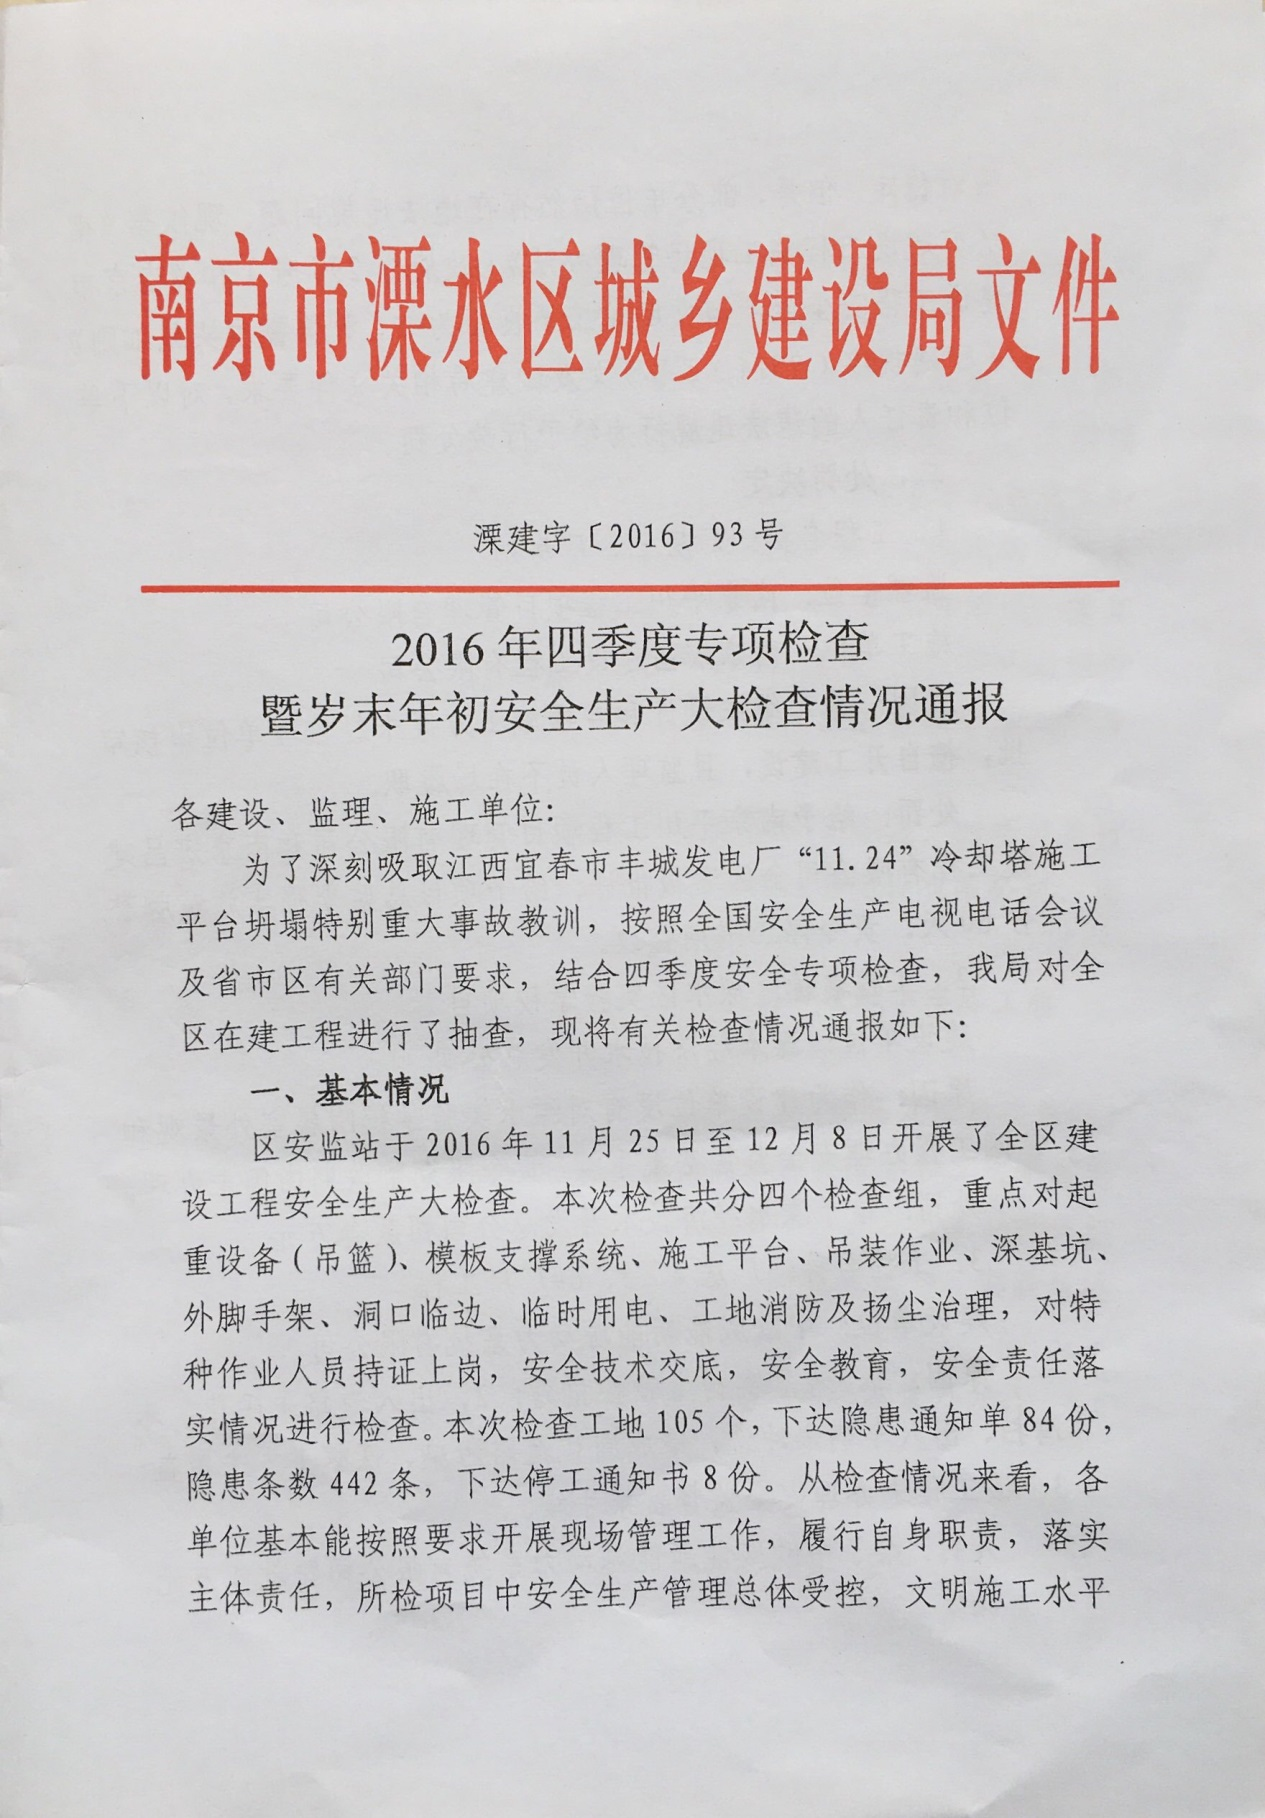 南京市溧水区城乡建设局文件
溧建字〔2016〕93号
2016年四季度专项检查
暨岁末年初安全生产大检查情况通报
各建设、监理、施工单位：
为了深刻吸取江西宜春市丰城发电厂“11.24”冷却塔施工
平台坍塌特别重大事故教训，按照全国安全生产电视电话会议
及省市区有关部门要求，结合四季度安全专项检查，我局对全
区在建工程进行了抽查，现将有关检查情况通报如下：
一、基本情况
区安监站于2016年11月25日至12月8日开展了全区建
设工程安全生产大检查。本次检查共分四个检查组，重点对起
重设备（吊篮）、模板支撑系统、施工平台、吊装作业、深基坑、
外脚手架、洞口临边、临时用电、工地消防及扬尘治理，对特
种作业人员持证上岗，安全技术交底，安全教育，安全责任落
实情况进行检查。本次检查工地105个，下达隐患通知单84份，
隐患条数442条，下达停工通知书8份。从检查情况来看，各
单位基本能按照要求开展现场管理工作，履行自身职责，落实
主体责任，所检项目中安全生产管理总体受控，文明施工水平